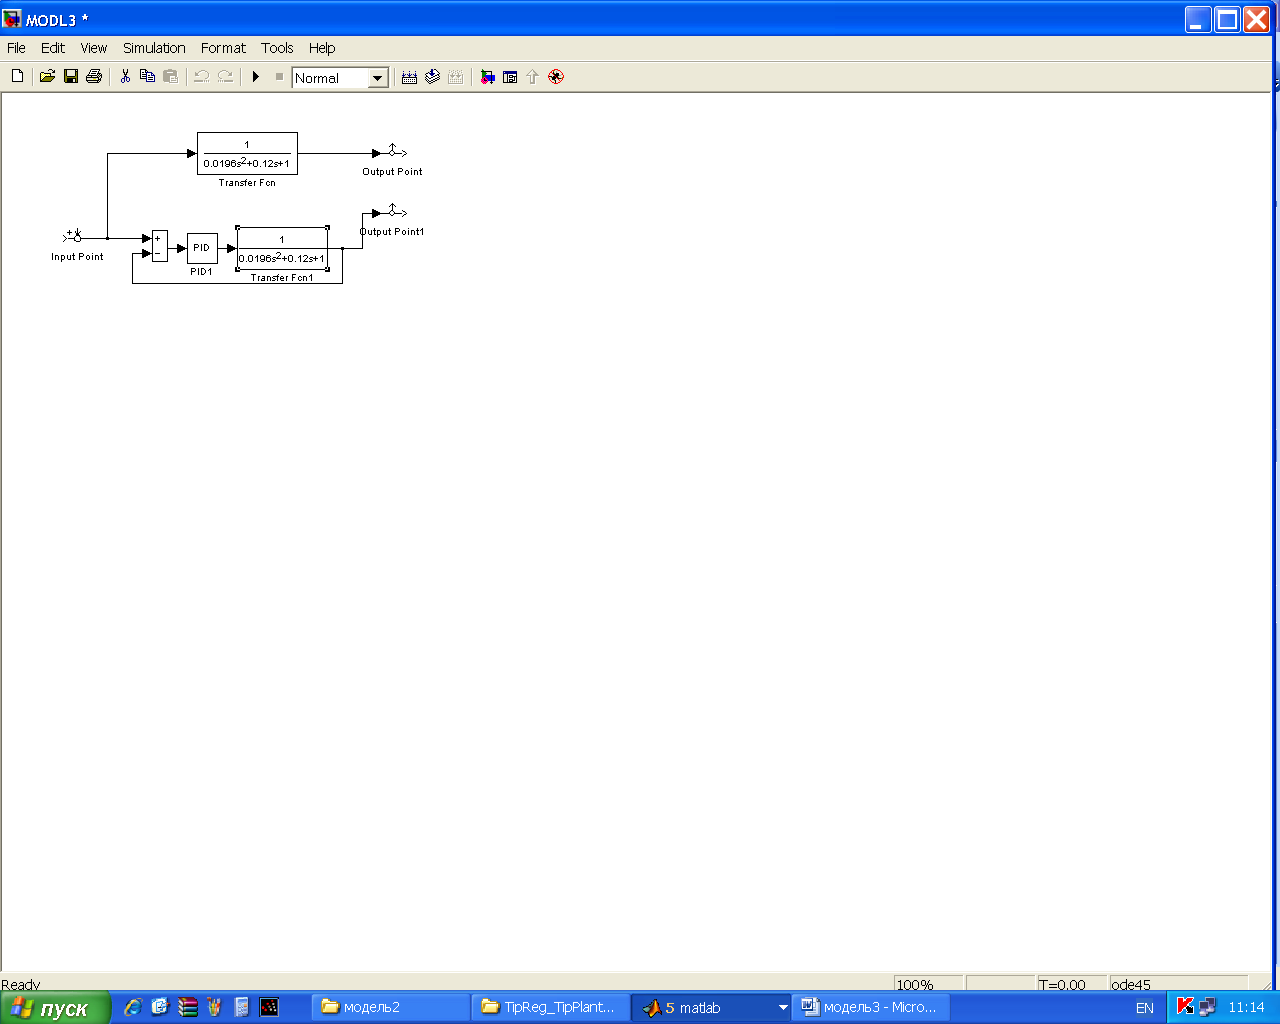 MODL3 *
File Edit View Simulation Format Tools Help
Normal
1
0.0196s²+0.12s+1
Transfer Fcn
Output Point
Output Point1
Input Point
+
−
PID
PID1
1
0.0196s²+0.12s+1
Transfer Fcn1
Ready 100% T=0,00 ode45
пуск модель2 TipReg_TipPlant... 5 matlab модель3 - Micro... EN 11:14